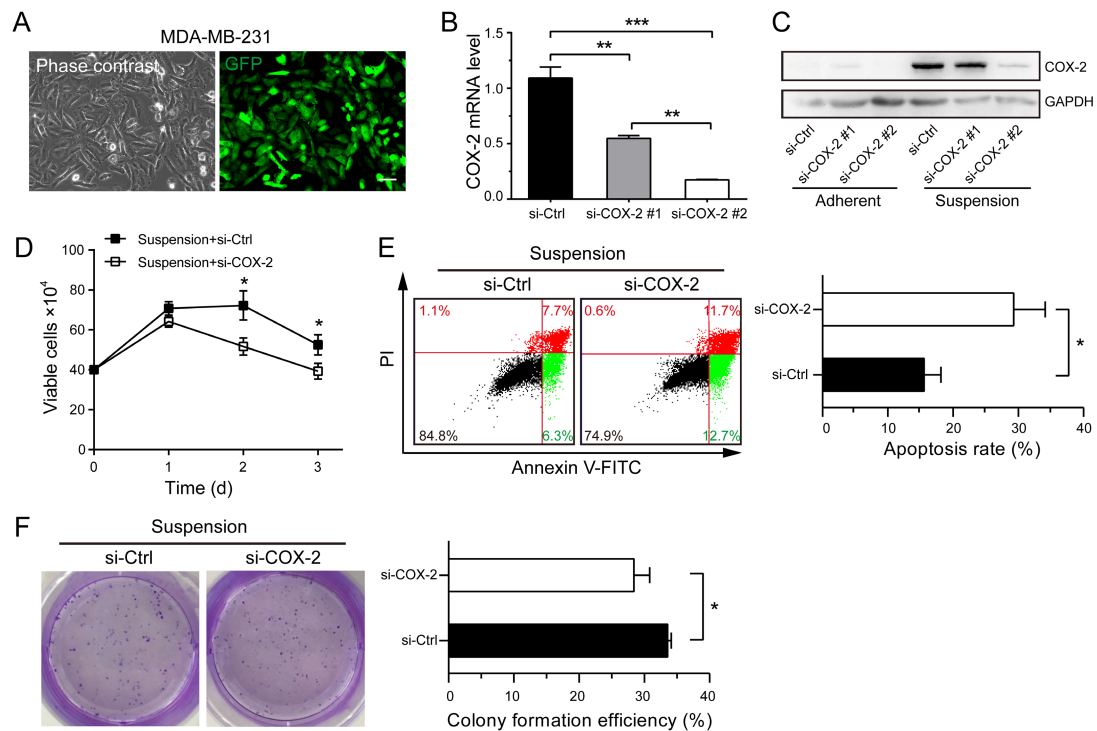 A
MDA-MB-231
Phase contrast
GFP
B
COX-2 mRNA level
1.5
1.0
0.5
0.0
***
**
**
si-Ctrl
si-COX-2 #1
si-COX-2 #2
C
COX-2
GAPDH
si-Ctrl
si-COX-2 #1
si-COX-2 #2
si-Ctrl
si-COX-2 #1
si-COX-2 #2
Adherent
Suspension
D
Suspension+si-Ctrl
Suspension+si-COX-2
Viable cells ×10⁴
100
80
60
40
20
0
*
*
0 1 2 3
Time (d)
E
Suspension
si-Ctrl
si-COX-2
PI
1.1% 7.7%
84.8% 6.3%
0.6% 11.7%
74.9% 12.7%
Annexin V-FITC
si-COX-2
si-Ctrl
*
0 10 20 30 40
Apoptosis rate (%)
F
Suspension
si-Ctrl
si-COX-2
si-COX-2
si-Ctrl
*
0 10 20 30 40
Colony formation efficiency (%)